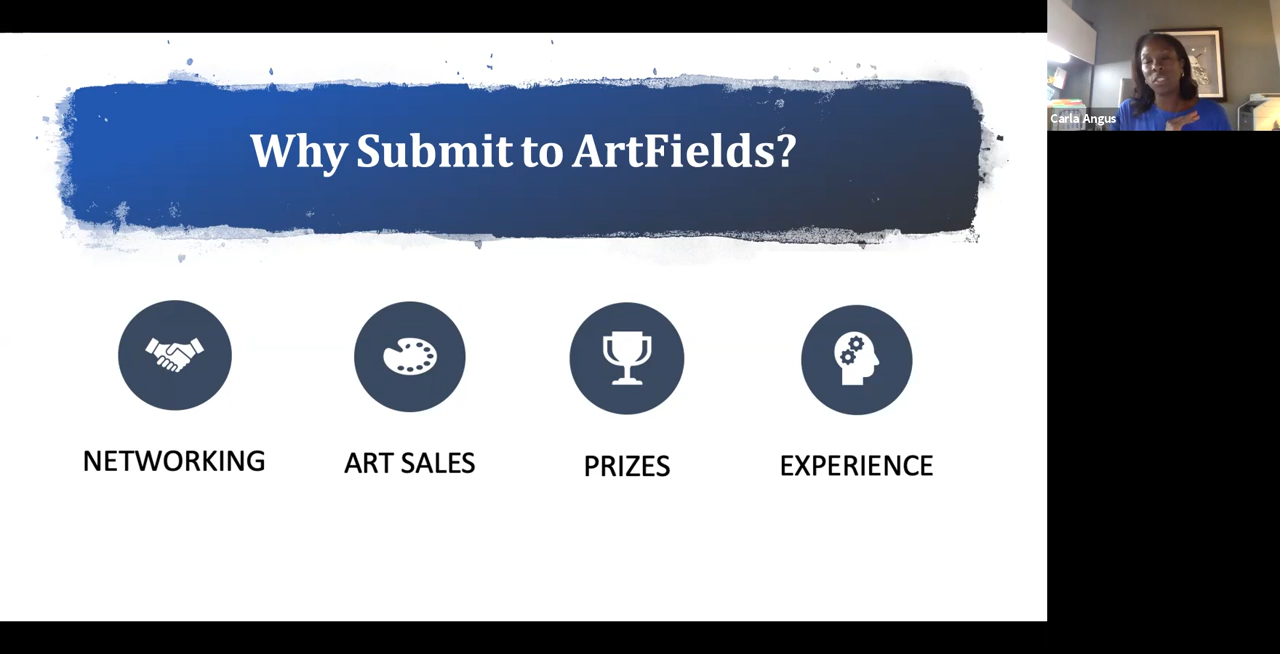 Why Submit to ArtFields?
Carla Angus
NETWORKING
ART SALES
PRIZES
EXPERIENCE